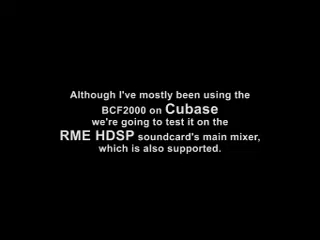 Although I've mostly been using the
BCF2000 on Cubase
we're going to test it on the
RME HDSP soundcard's main mixer,
which is also supported.